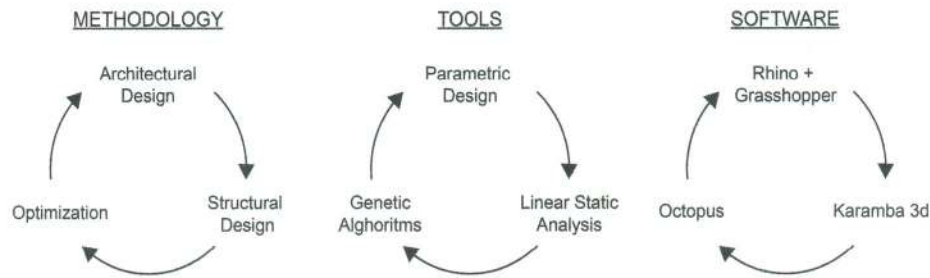 METHODOLOGY
Architectural
Design
Optimization
Structural
Design
TOOLS
Parametric
Design
Genetic
Alghoritms
Linear Static
Analysis
SOFTWARE
Rhino +
Grasshopper
Octopus
Karamba 3d